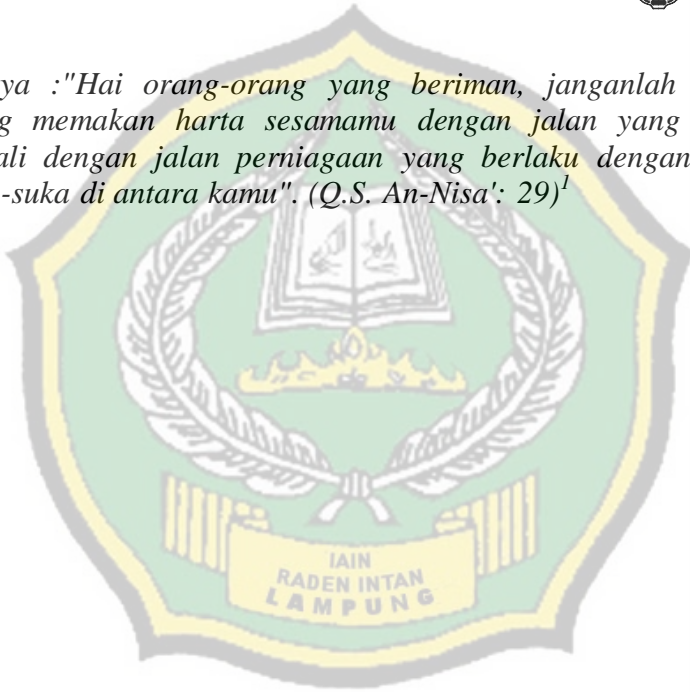 ya :"Hai orang-orang yang beriman, janganlah
g memakan harta sesamamu dengan jalan yang
ali dengan jalan perniagaan yang berlaku dengan
-suka di antara kamu". (Q.S. An-Nisa': 29)1
IAIN
RADEN INTAN
LAMPUNG